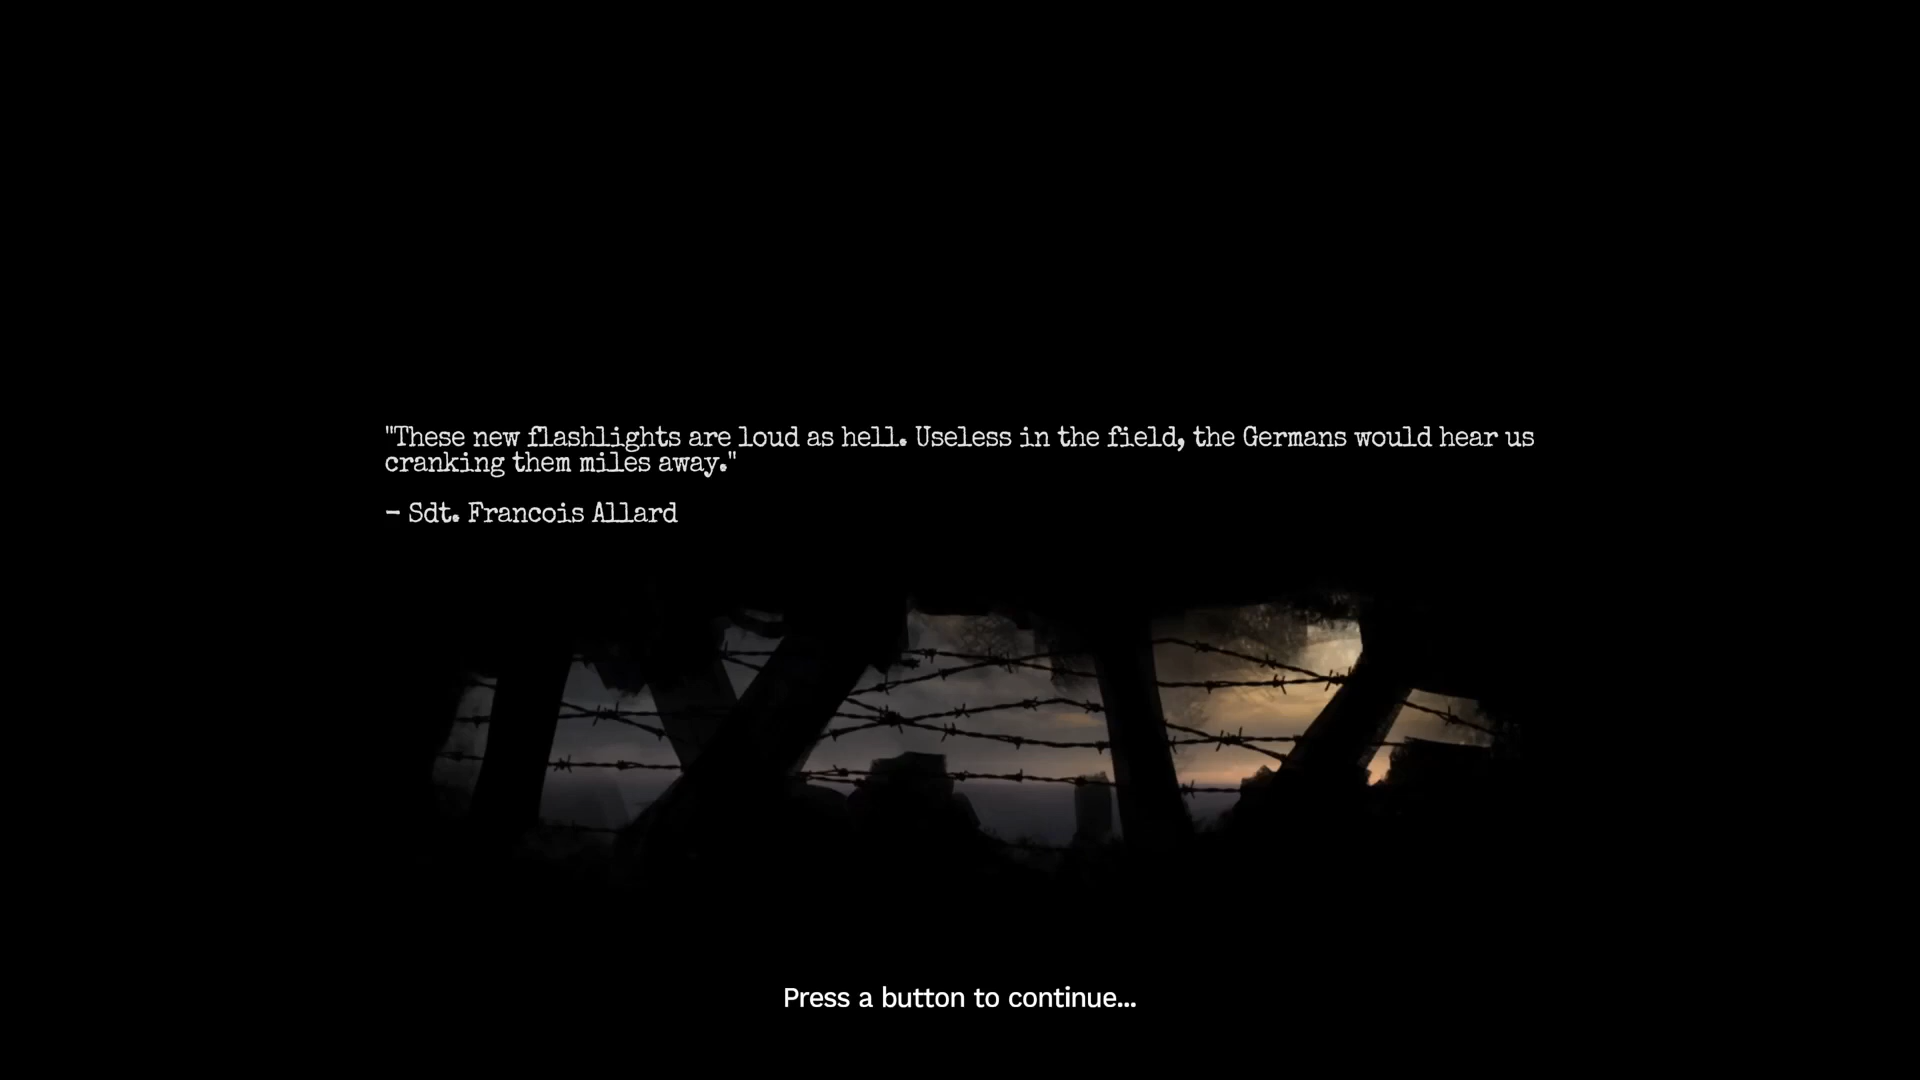 "These new flashlights are loud as hell. Useless in the field, the Germans would hear us
cranking them miles away."
- Sdt. Francois Allard
Press a button to continue...